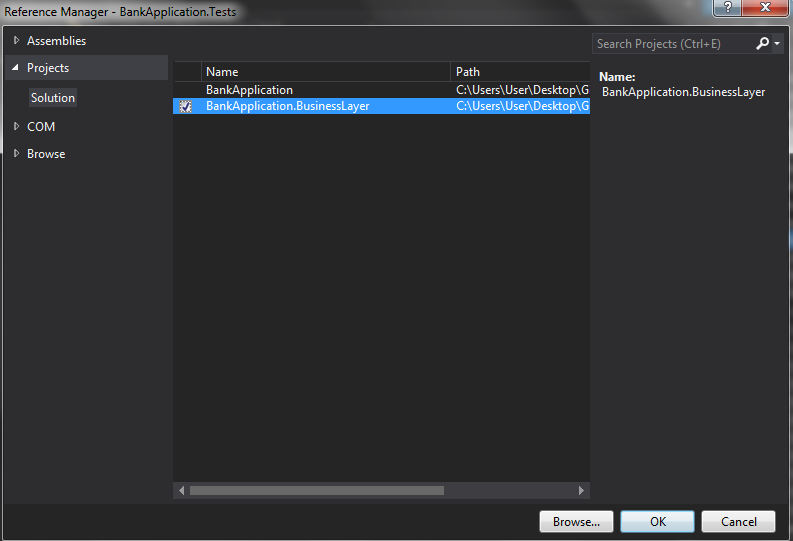 Reference Manager - BankApplication.Tests
Assemblies
Projects
Solution
COM
Browse
Name Path
BankApplication C:\Users\User\Desktop\G
BankApplication.BusinessLayer C:\Users\User\Desktop\G
Search Projects (Ctrl+E)
Name:
BankApplication.BusinessLayer
Browse... OK Cancel